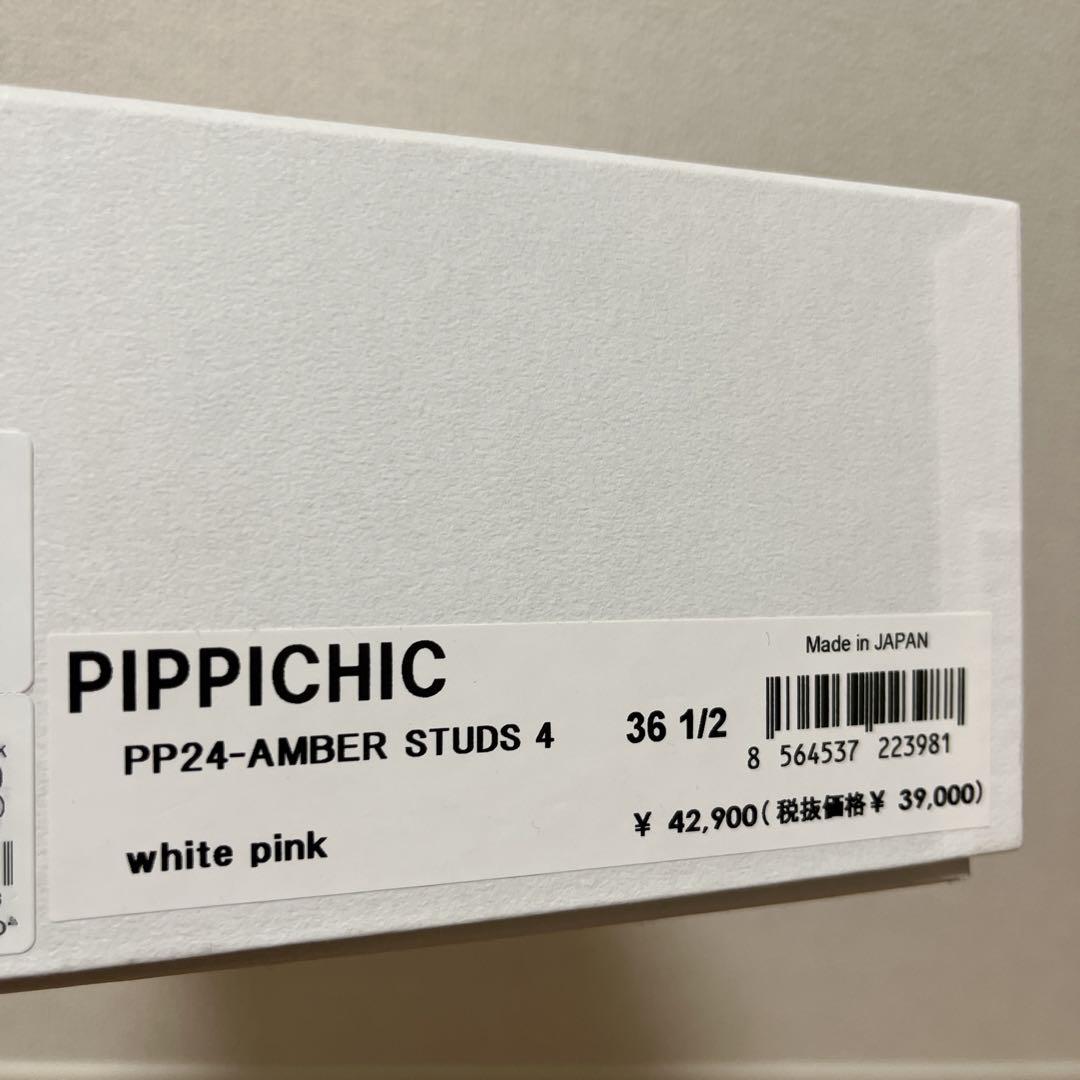 PIPPICHIC
PP24-AMBER STUDS 4
36 1/2
white pink
Made in JAPAN
8 564537 223981
¥ 42,900(税抜価格¥ 39,000)